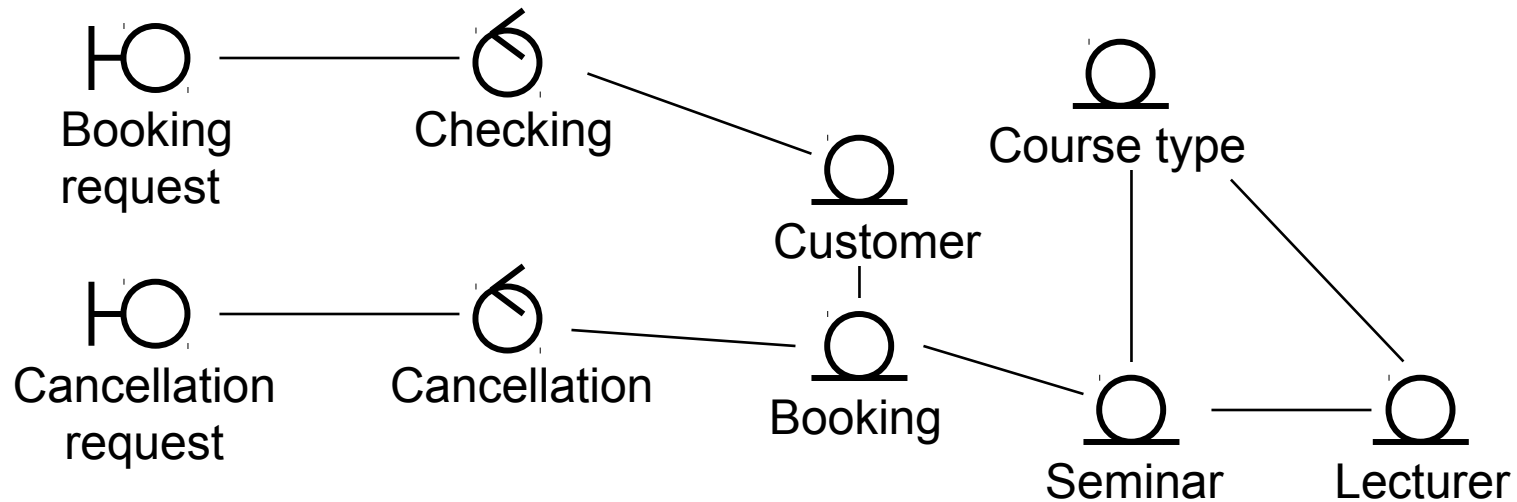 Booking
request
Checking
Course type
Customer
Cancellation
request
Cancellation
Booking
Seminar
Lecturer